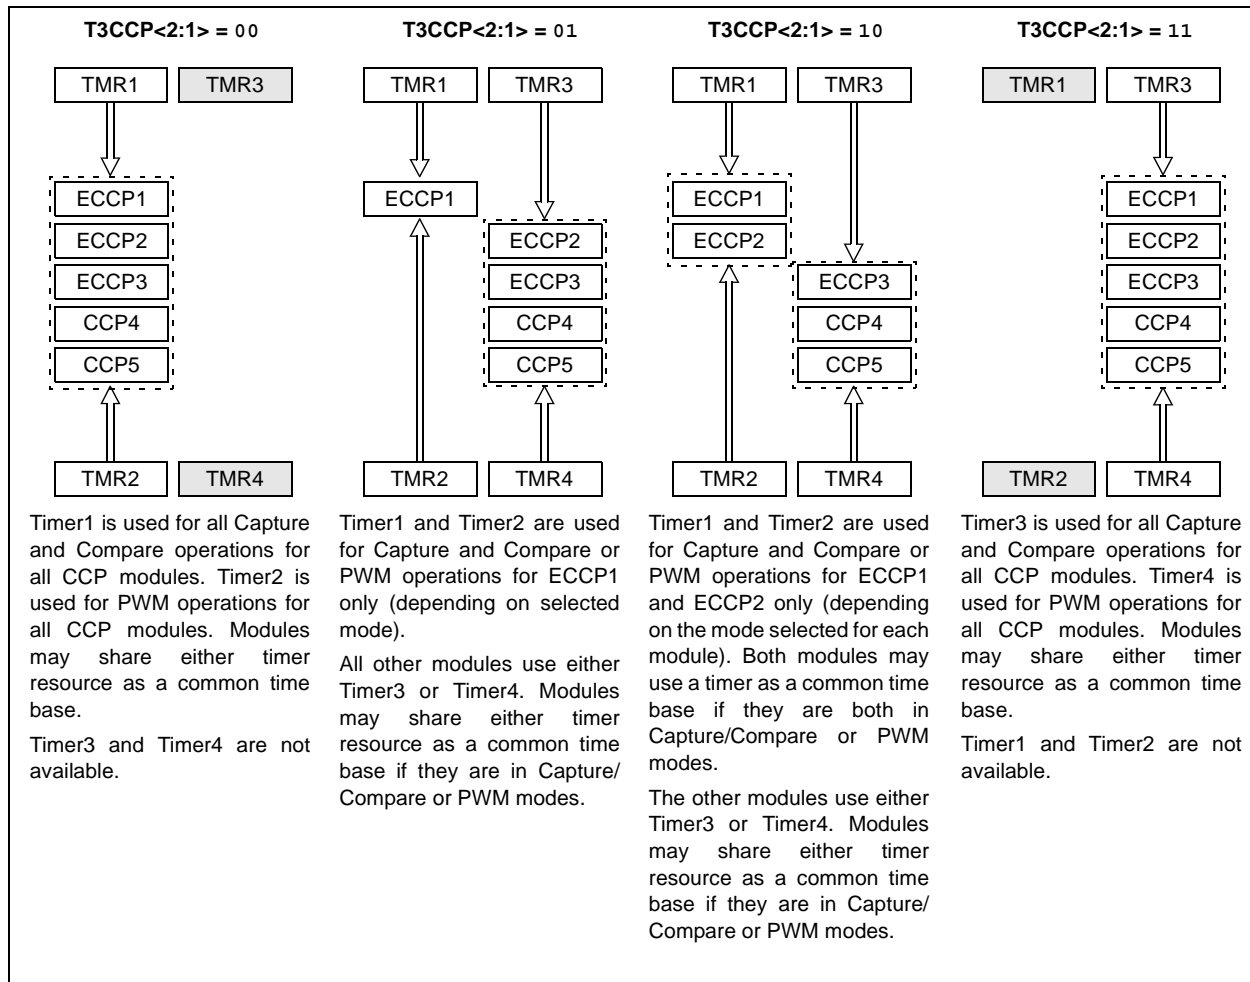 T3CCP<2:1> = 00
TMR1 TMR3
ECCP1
ECCP2
ECCP3
CCP4
CCP5
TMR2 TMR4
Timer1 is used for all Capture
and Compare operations for
all CCP modules. Timer2 is
used for PWM operations for
all CCP modules. Modules
may share either timer
resource as a common time
base.
Timer3 and Timer4 are not
available.
T3CCP<2:1> = 01
TMR1 TMR3
ECCP1
ECCP2
ECCP3
CCP4
CCP5
TMR2 TMR4
Timer1 and Timer2 are used
for Capture and Compare or
PWM operations for ECCP1
only (depending on selected
mode).
All other modules use either
Timer3 or Timer4. Modules
may share either timer
resource as a common time
base if they are in Capture/
Compare or PWM modes.
T3CCP<2:1> = 10
TMR1 TMR3
ECCP1
ECCP2
ECCP3
CCP4
CCP5
TMR2 TMR4
Timer1 and Timer2 are used
for Capture and Compare or
PWM operations for ECCP1
and ECCP2 only (depending
on the mode selected for each
module). Both modules may
use a timer as a common time
base if they are both in
Capture/Compare or PWM
modes.
The other modules use either
Timer3 or Timer4. Modules
may share either timer
resource as a common time
base if they are in Capture/
Compare or PWM modes.
T3CCP<2:1> = 11
TMR1 TMR3
ECCP1
ECCP2
ECCP3
CCP4
CCP5
TMR2 TMR4
Timer3 is used for all Capture
and Compare operations for
all CCP modules. Timer4 is
used for PWM operations for
all CCP modules. Modules
may share either timer
resource as a common time
base.
Timer1 and Timer2 are not
available.